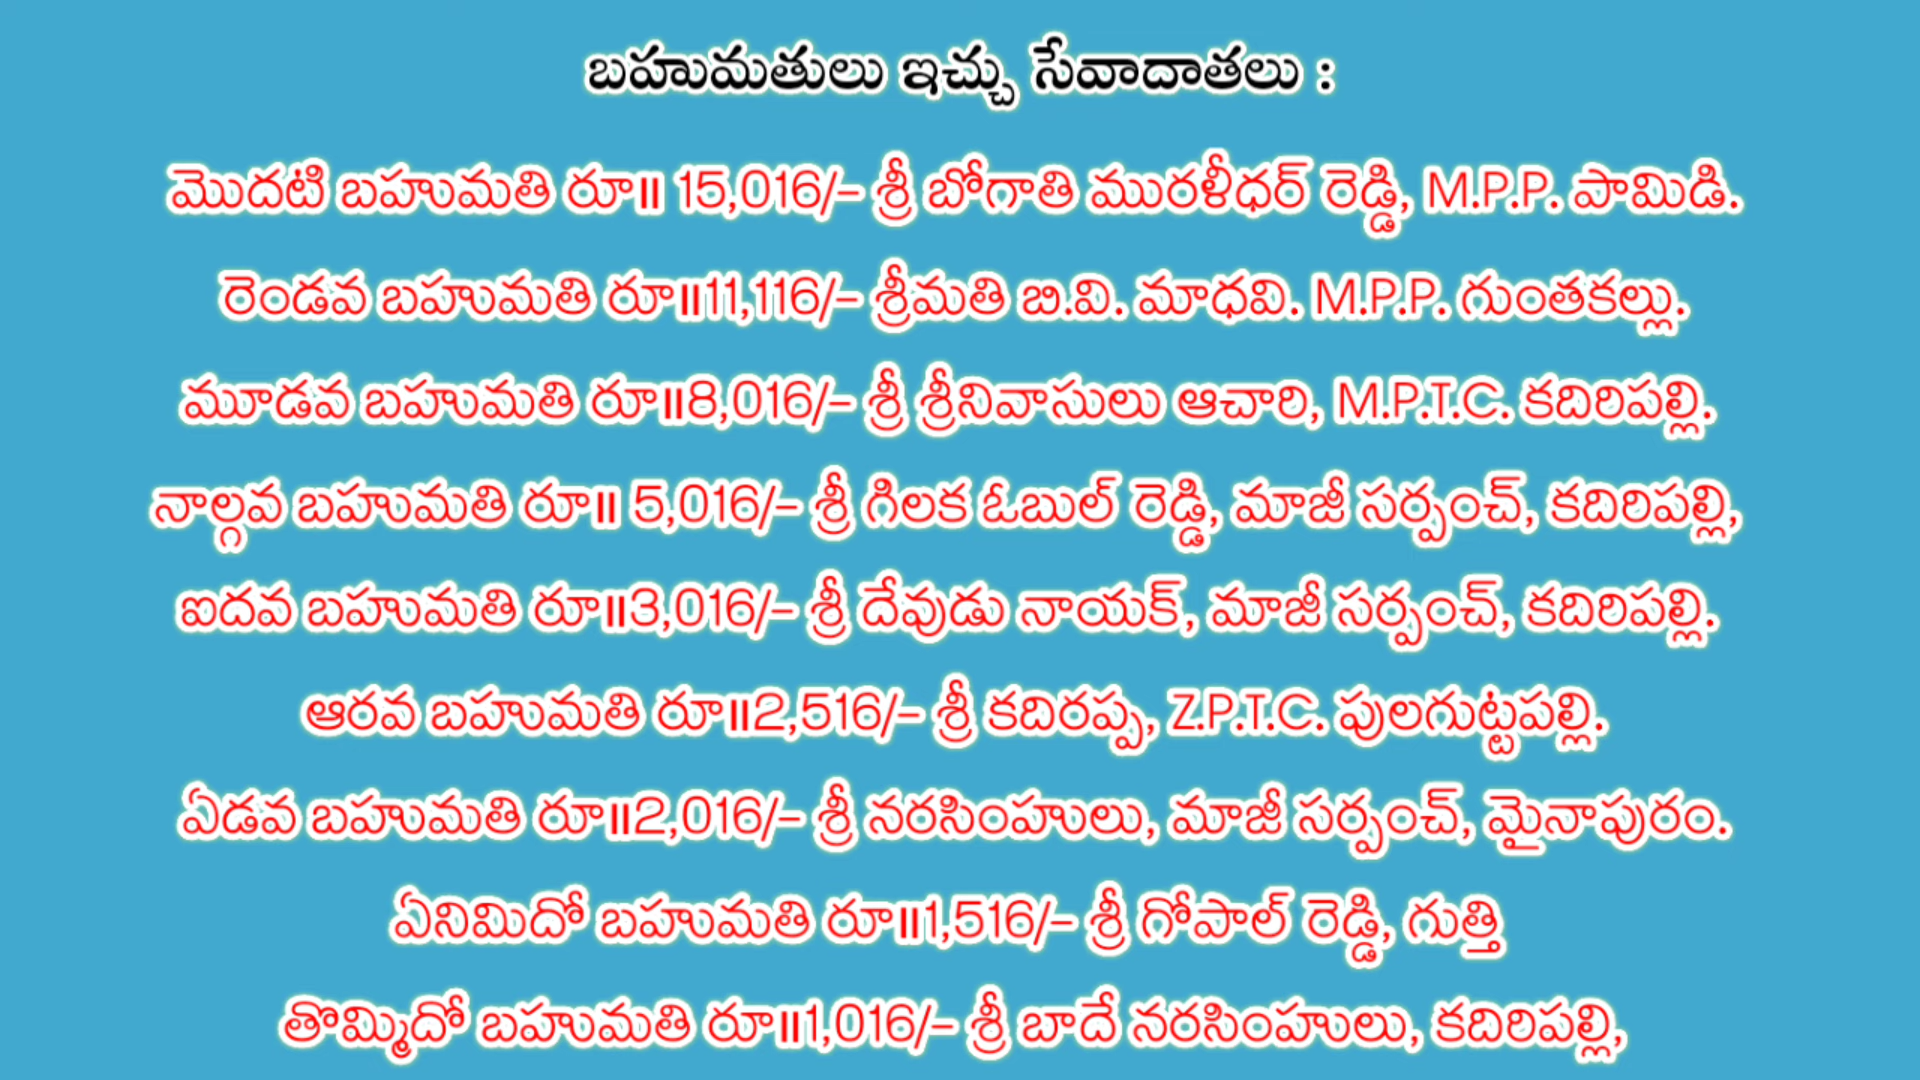 బహుమతులు ఇచ్చు సేవాదాతలు :
మొదటి బహుమతి రూ॥ 15,016/- శ్రీ బోగాతి మురళీధర్ రెడ్డి, M.P.P. పామిడి.
రెండవ బహుమతి రూ॥11,116/- శ్రీమతి బి.వి. మాధవి. M.P.P. గుంతకల్లు.
మూడవ బహుమతి రూ॥8,016/- శ్రీ శ్రీనివాసులు ఆచారి, M.P.T.C. కదిరిపల్లి.
నాల్గవ బహుమతి రూ॥ 5,016/- శ్రీ గిలక ఓబుల్ రెడ్డి, మాజీ సర్పంచ్, కదిరిపల్లి,
ఐదవ బహుమతి రూ॥3,016/- శ్రీ దేవుడు నాయక్, మాజీ సర్పంచ్, కదిరిపల్లి.
ఆరవ బహుమతి రూ॥2,516/- శ్రీ కదిరప్ప, Z.P.T.C. పులగుట్టపల్లి.
ఏడవ బహుమతి రూ॥2,016/- శ్రీ నరసింహులు, మాజీ సర్పంచ్, మైనాపురం.
ఏనిమిదో బహుమతి రూ॥1,516/- శ్రీ గోపాల్ రెడ్డి, గుత్తి
తొమ్మిదో బహుమతి రూ॥1,016/- శ్రీ బాదే నరసింహులు, కదిరిపల్లి,